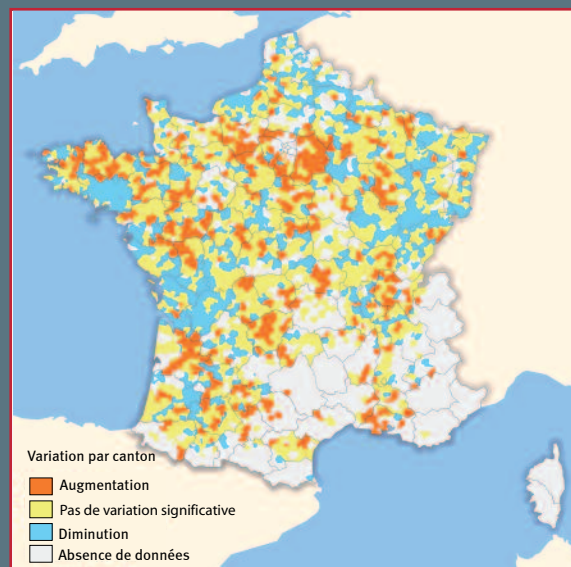 Variation par canton
Augmentation
Pas de variation significative
Diminution
Absence de données